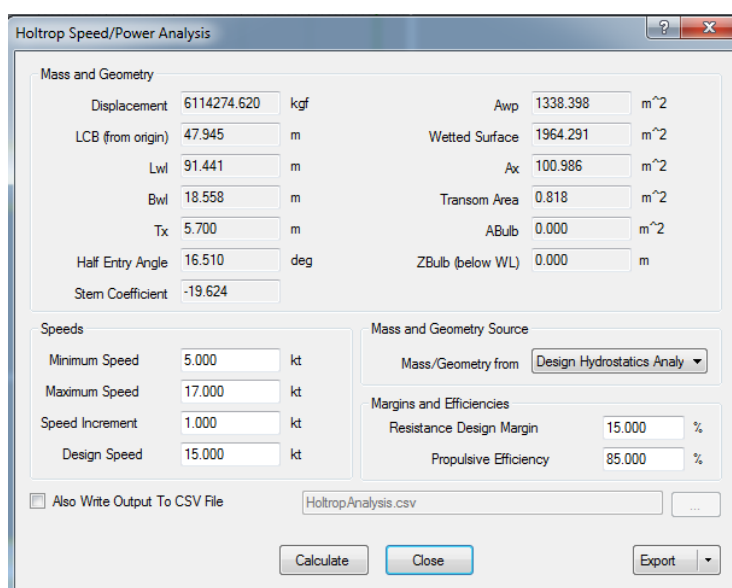 Holtrop Speed/Power Analysis
?
X
Mass and Geometry
Displacement 6114274.620 kgf
LCB (from origin) 47.945 m
Lwl 91.441 m
Bwl 18.558 m
Tx 5.700 m
Half Entry Angle 16.510 deg
Stern Coefficient -19.624
Awp 1338.398 m^2
Wetted Surface 1964.291 m^2
Ax 100.986 m^2
Transom Area 0.818 m^2
ABulb 0.000 m^2
ZBulb (below WL) 0.000 m
Speeds
Minimum Speed 5.000 kt
Maximum Speed 17.000 kt
Speed Increment 1.000 kt
Design Speed 15.000 kt
Mass and Geometry Source
Mass/Geometry from Design Hydrostatics Analy
Margins and Efficiencies
Resistance Design Margin 15.000 %
Propulsive Efficiency 85.000 %
Also Write Output To CSV File HoltropAnalysis.csv ...
Calculate Close Export